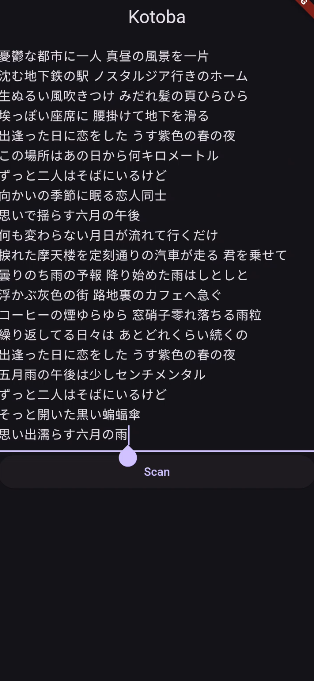 Kotoba
憂鬱な都市に一人 真昼の風景を一片
沈む地下鉄の駅 ノスタルジア行きのホーム
生ぬるい風吹きつけ みだれ髪の頁ひらひら
埃っぽい座席に 腰掛けて地下を滑る
出逢った日に恋をした うす紫色の春の夜
この場所はあの日から何キロメートル
ずっと二人はそばにいるけど
向かいの季節に眠る恋人同士
思いで揺らす六月の午後
何も変わらない月日が流れて行くだけ
捩れた摩天楼を定刻通りの汽車が走る 君を乗せて
曇りのち雨の予報 降り始めた雨はしとしと
浮かぶ灰色の街 路地裏のカフェへ急ぐ
コーヒーの煙ゆらゆら 窓硝子零れ落ちる雨粒
繰り返してる日々は あとどれくらい続くの
出逢った日に恋をした うす紫色の春の夜
五月雨の午後は少しセンチメンタル
ずっと二人はそばにいるけど
そっと開いた黒い蝙蝠傘
思い出濡らす六月の雨
Scan